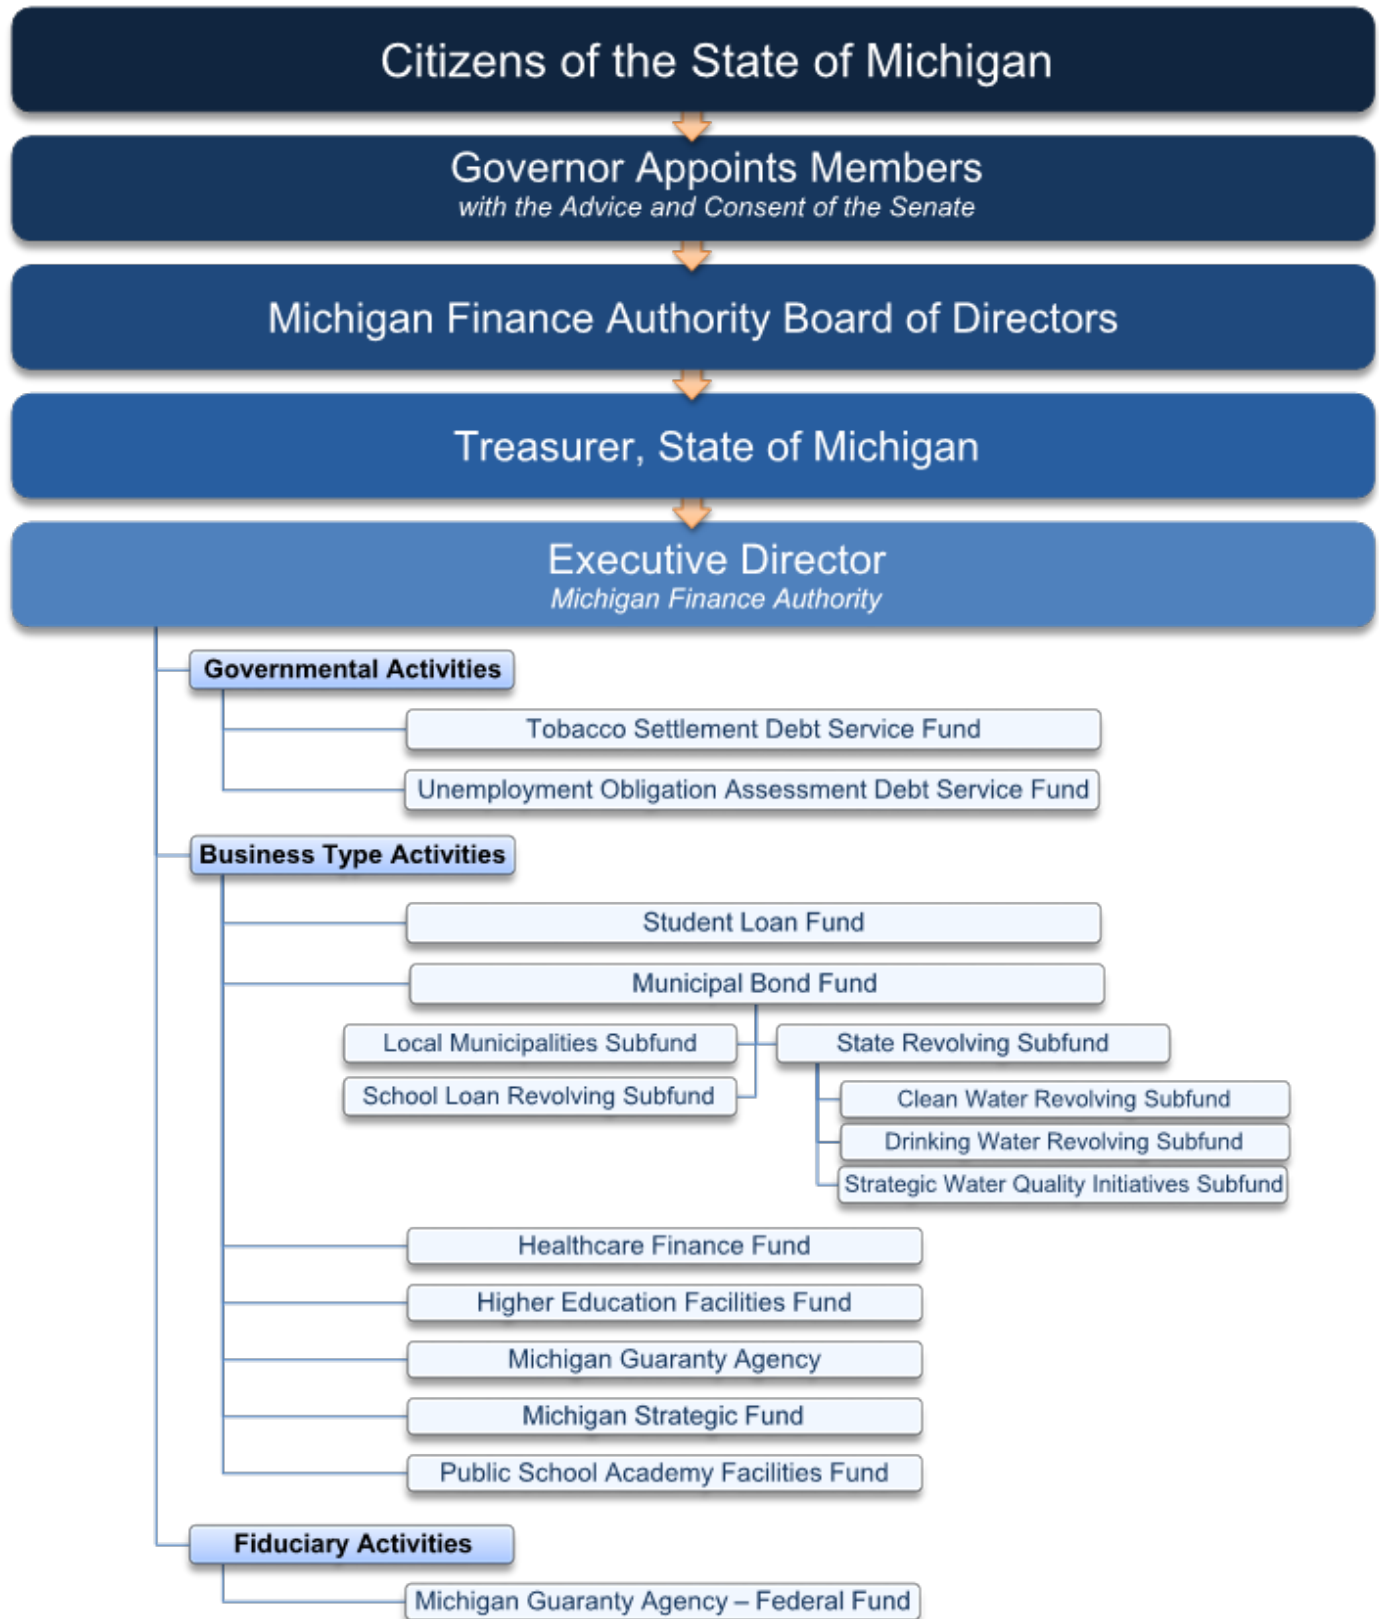 Citizens of the State of Michigan
Governor Appoints Members
with the Advice and Consent of the Senate
Michigan Finance Authority Board of Directors
Treasurer, State of Michigan
Executive Director
Michigan Finance Authority
Governmental Activities
Tobacco Settlement Debt Service Fund
Unemployment Obligation Assessment Debt Service Fund
Business Type Activities
Student Loan Fund
Municipal Bond Fund
Local Municipalities Subfund
State Revolving Subfund
School Loan Revolving Subfund
Clean Water Revolving Subfund
Drinking Water Revolving Subfund
Strategic Water Quality Initiatives Subfund
Healthcare Finance Fund
Higher Education Facilities Fund
Michigan Guaranty Agency
Michigan Strategic Fund
Public School Academy Facilities Fund
Fiduciary Activities
Michigan Guaranty Agency – Federal Fund